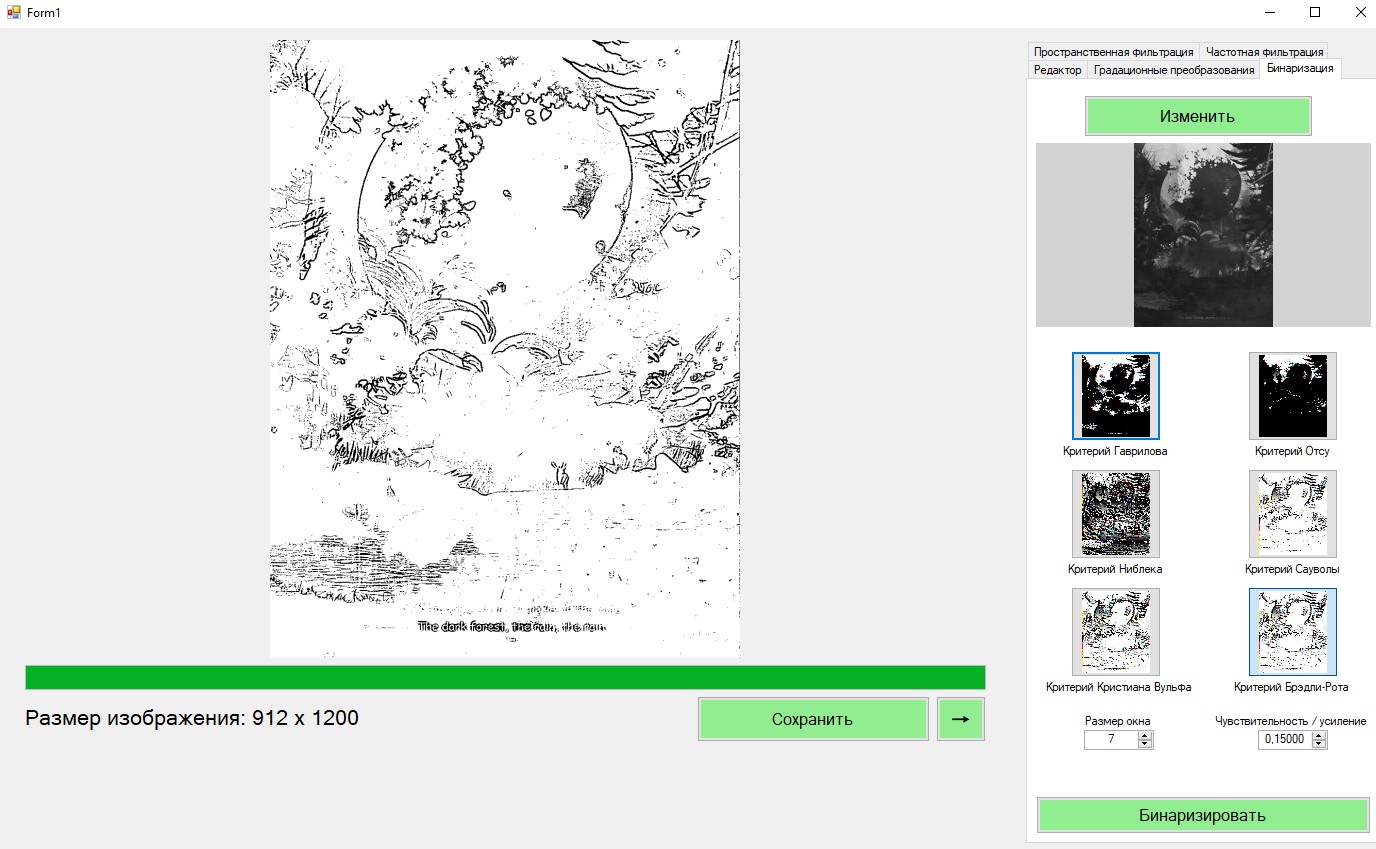 Form1
Пространственная фильтрация Частотная фильтрация
Редактор Градационные преобразования Бинаризация
Изменить
Критерий Гаврилова Критерий Отсу
Критерий Ниблека Критерий Сауволы
Критерий Кристиана Вульфа Критерий Брэдли-Рота
Размер окна Чувствительность / усиление
7 0,15000
Бинаризировать
The dark forest, the rain, the rain
Размер изображения: 912 x 1200
Сохранить →